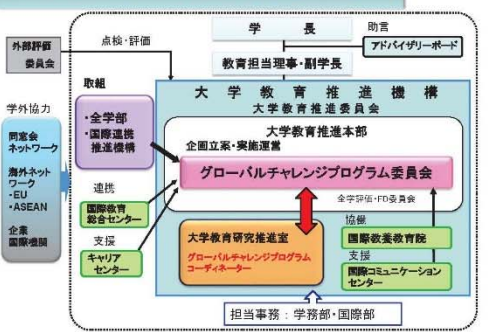 学　長
助言
アドバイザリーボード
教育担当理事・副学長
外部評価
委員会
点検・評価
取組
・全学部
・国際連携
推進機構
大学教育推進機構
大学教育推進委員会
大学教育推進本部
企画立案・実施運営
グローバルチャレンジプログラム委員会
全学評価・FD委員会
学外協力
同窓会
ネットワーク
海外ネット
ワーク
・EU
・ASEAN
企業
国際機関
連携
国際教育
総合センター
支援
キャリア
センター
大学教育研究推進室
グローバルチャレンジプログラム
コーディネーター
協働
国際教養教育院
支援
国際コミュニケーション
センター
担当事務：学務部・国際部